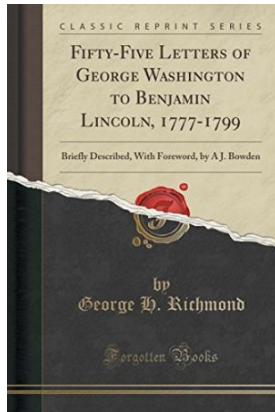 CLASSIC REPRINT SERIES
FIFTY-FIVE LETTERS OF
GEORGE WASHINGTON
TO BENJAMIN
LINCOLN, 1777-1799
Briefly Described, With Foreword, by A J. Bowden
by
George H. Richmond
Forgotten Books